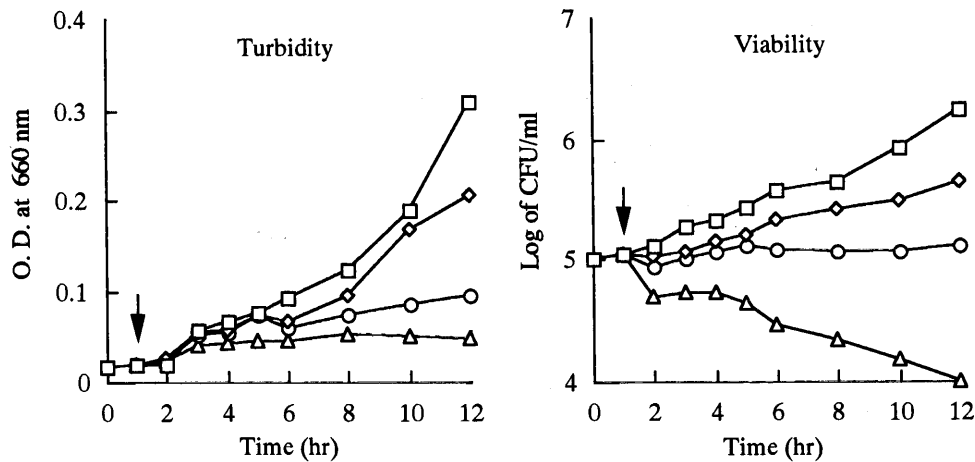 Turbidity
O. D. at 660 nm
0.4
0.3
0.2
0.1
0
0 2 4 6 8 10 12
Time (hr)
Viability
Log of CFU/ml
7
6
5
4
0 2 4 6 8 10 12
Time (hr)